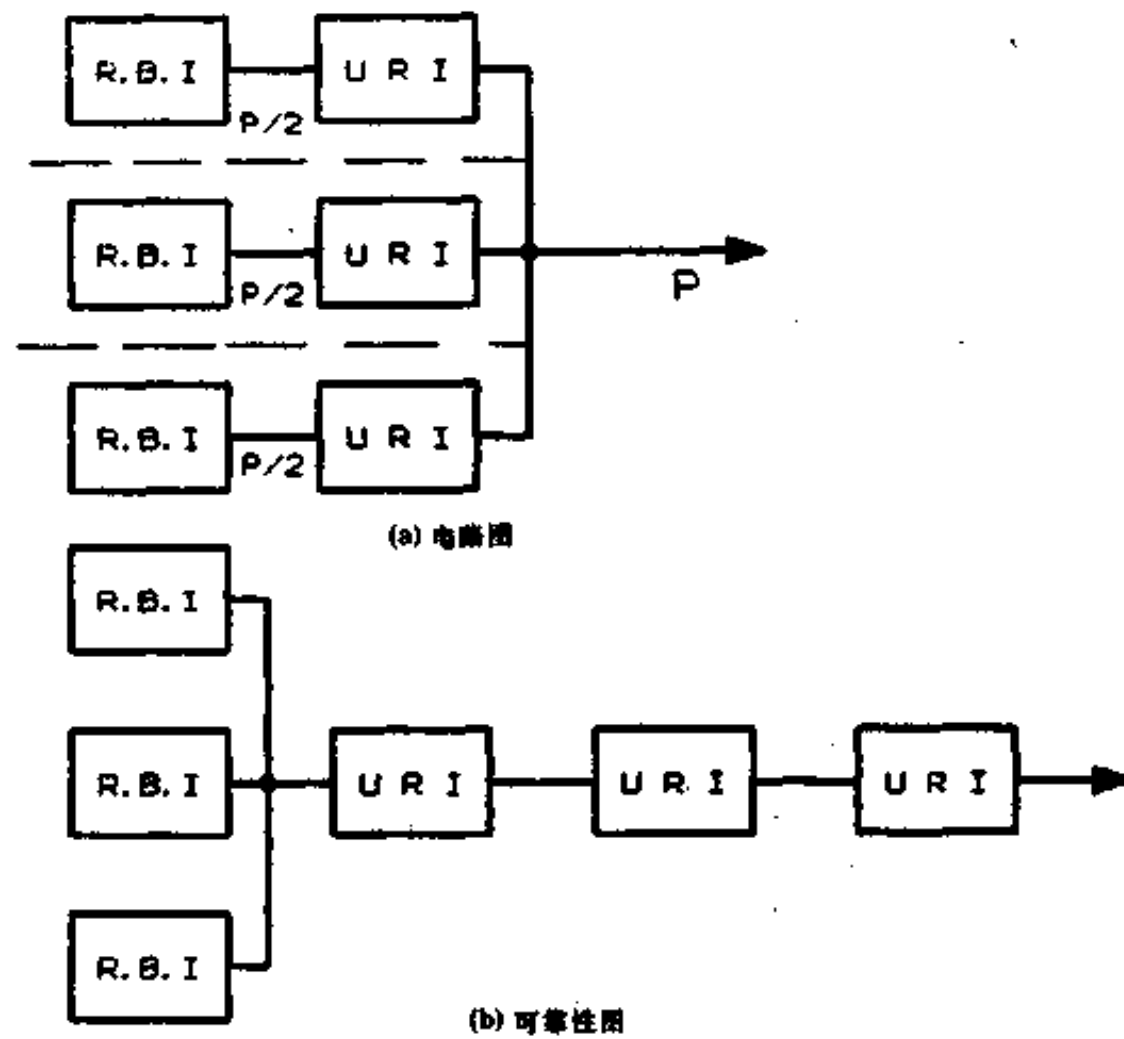 R.B.I
U R I
P/2
R.B.I
U R I
P/2
P
R.B.I
U R I
P/2
(a) 电路图
R.B.I
R.B.I
U R I
U R I
U R I
R.B.I
(b) 可靠性图